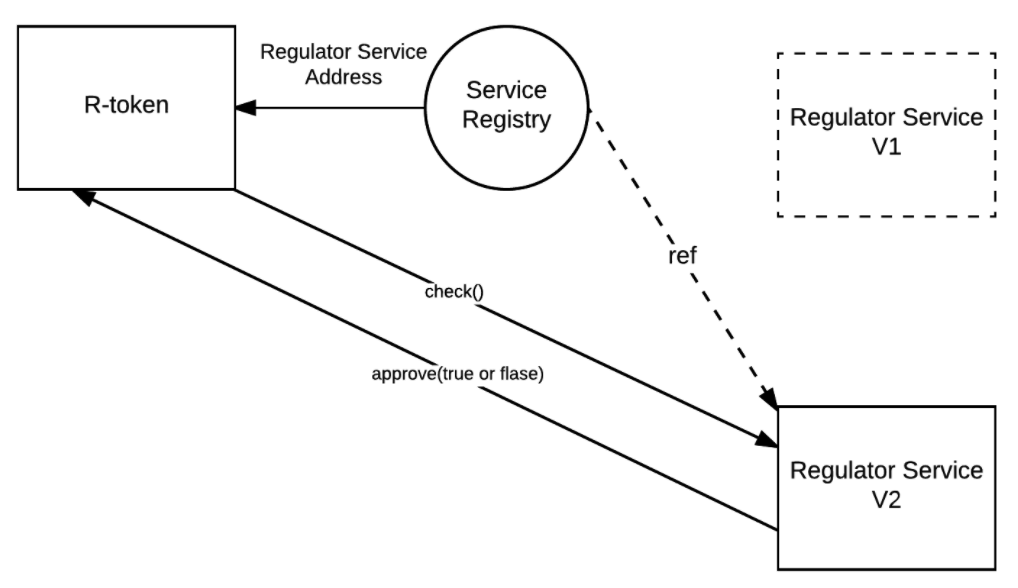 R-token
Regulator Service
Address
Service
Registry
Regulator Service
V1
ref
check()
approve(true or flase)
Regulator Service
V2